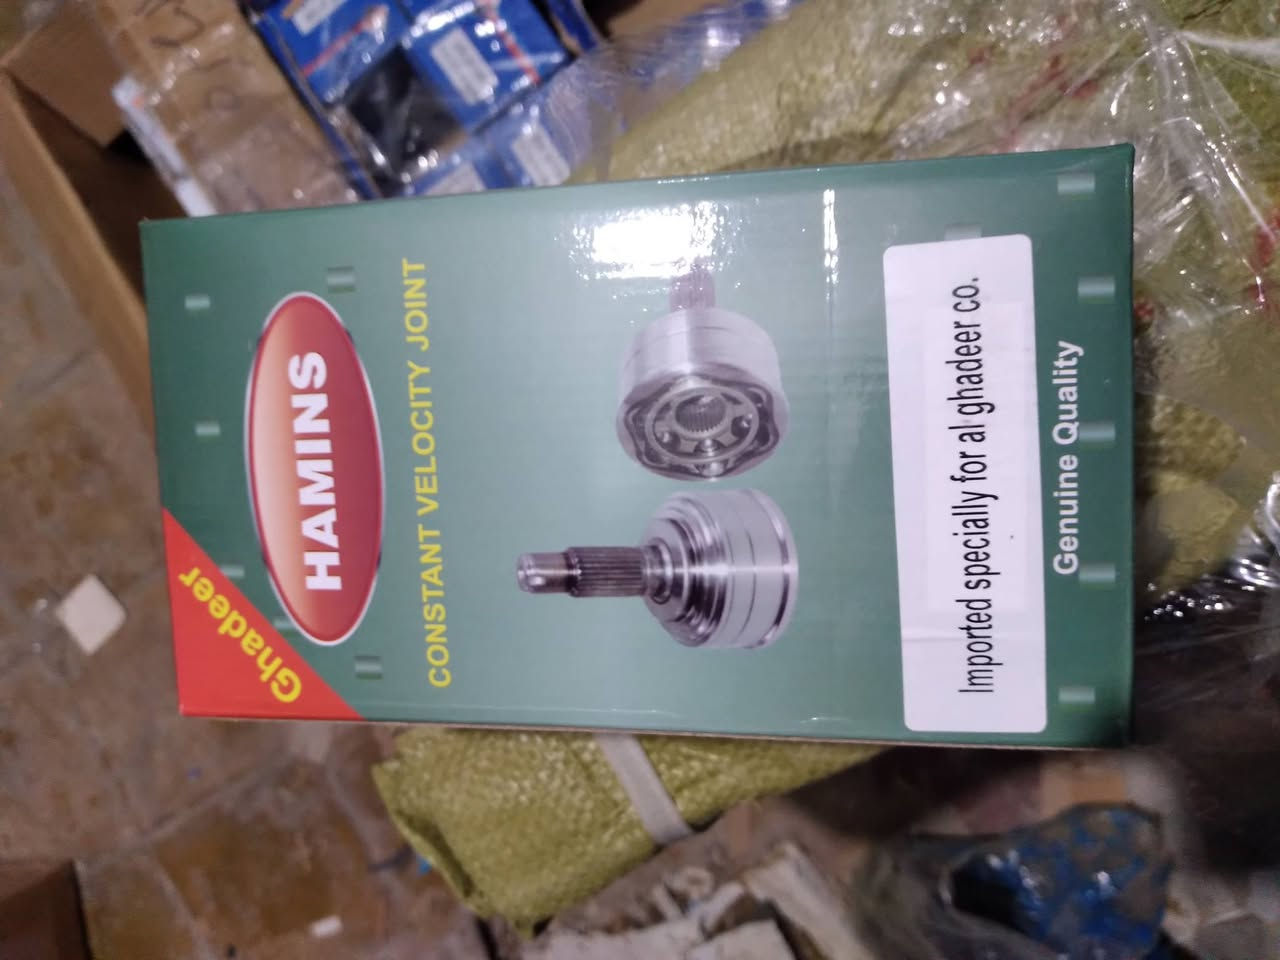 Ghadeer
HAMINS
CONSTANT VELOCITY JOINT
Imported specially for al ghadeer co.
Genuine Quality